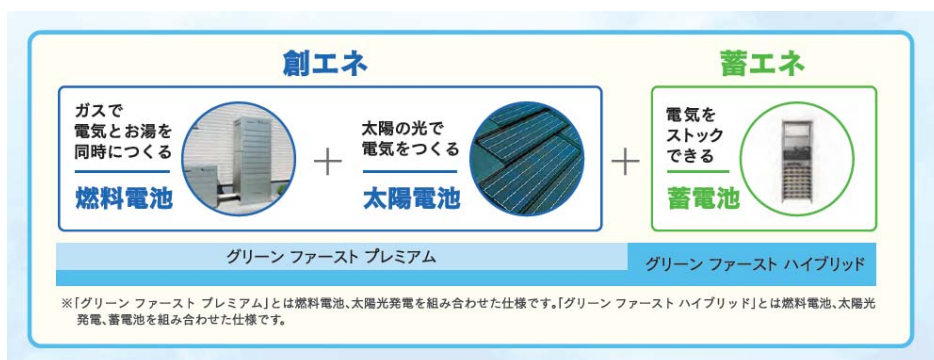 創エネ
蓄エネ
ガスで
電気とお湯を
同時につくる
燃料電池
+
太陽の光で
電気をつくる
太陽電池
+
電気を
ストック
できる
蓄電池
グリーン ファースト プレミアム
グリーン ファースト ハイブリッド
※「グリーン ファースト プレミアム」とは燃料電池、太陽光発電を組み合わせた仕様です。「グリーン ファースト ハイブリッド」とは燃料電池、太陽光
発電、蓄電池を組み合わせた仕様です。